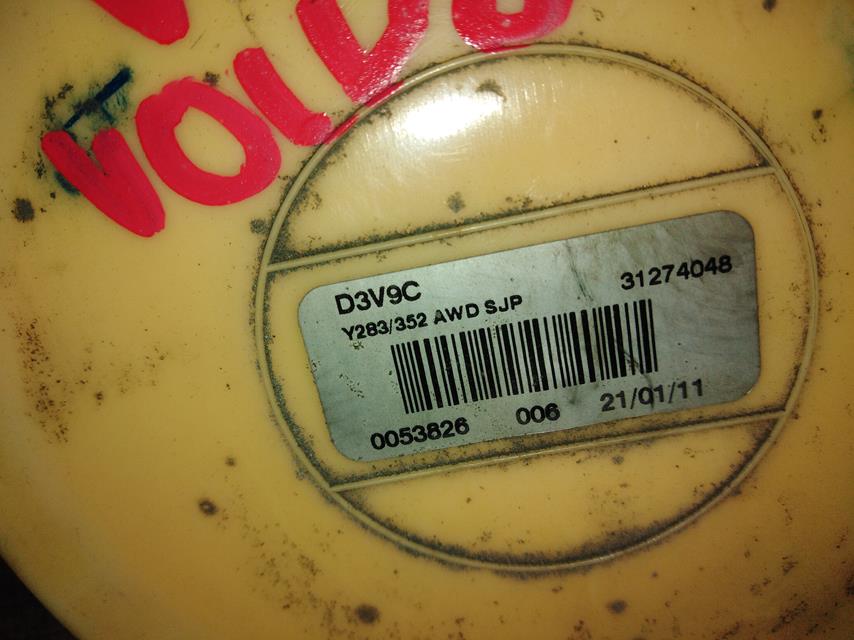 VOLVO
D3V9C 31274048
Y283/352 AWD SJP
0053826 006 21/01/11